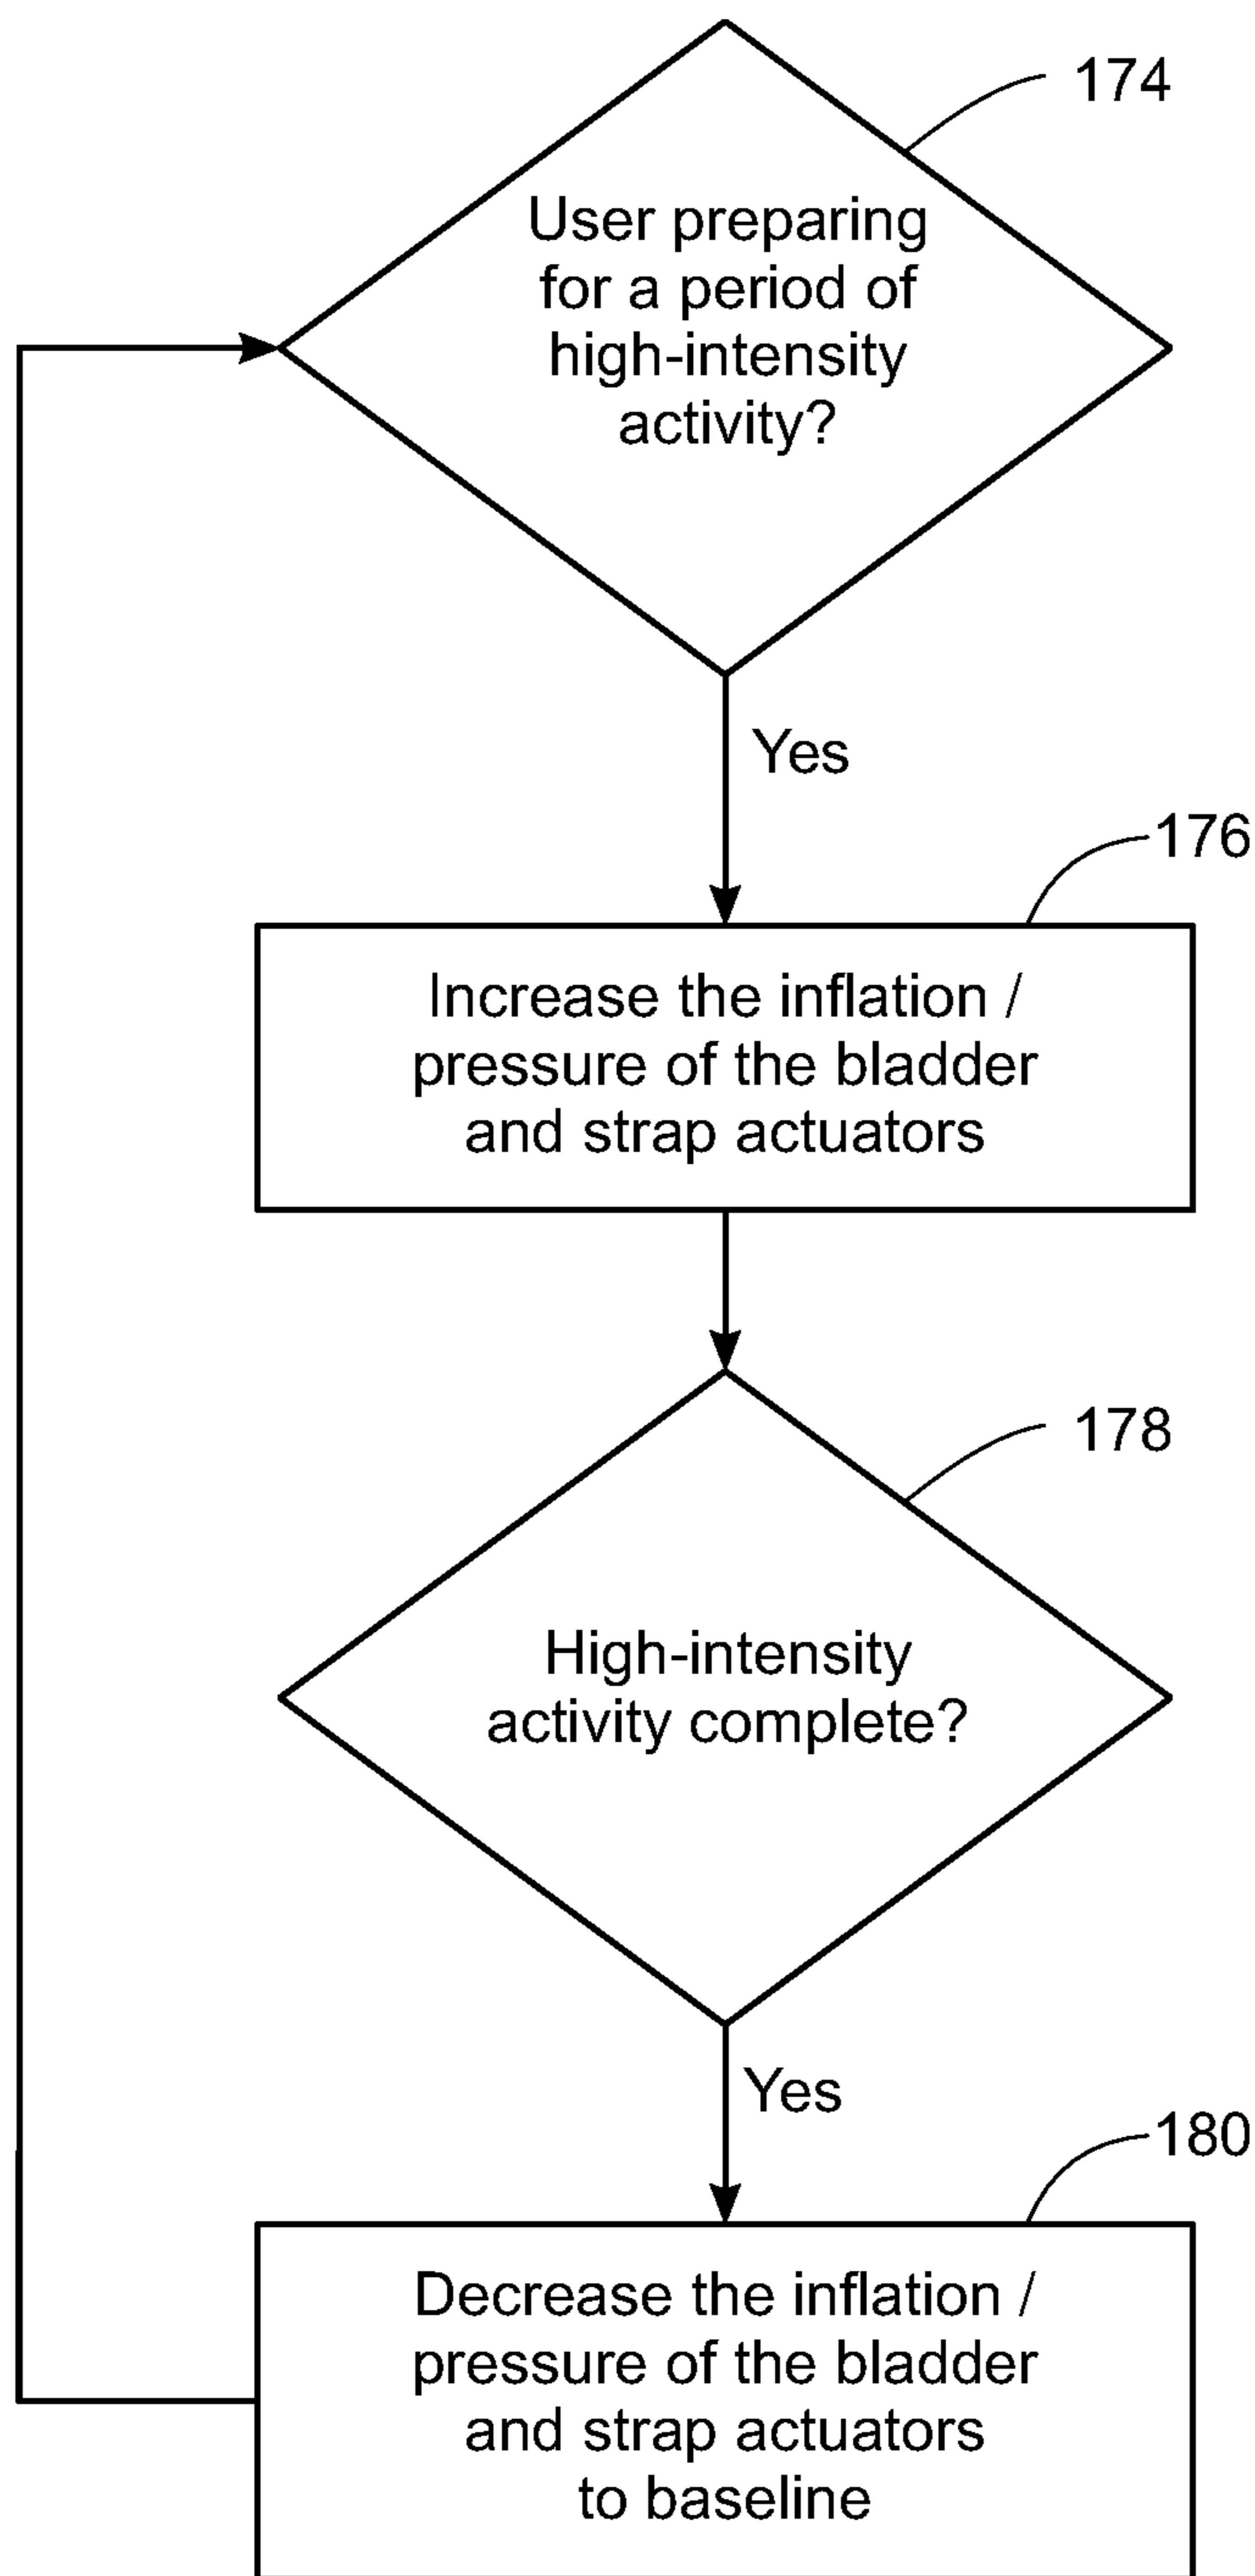 174
User preparing
for a period of
high-intensity
activity?
Yes
176
Increase the inflation /
pressure of the bladder
and strap actuators
178
High-intensity
activity complete?
Yes
180
Decrease the inflation /
pressure of the bladder
and strap actuators
to baseline